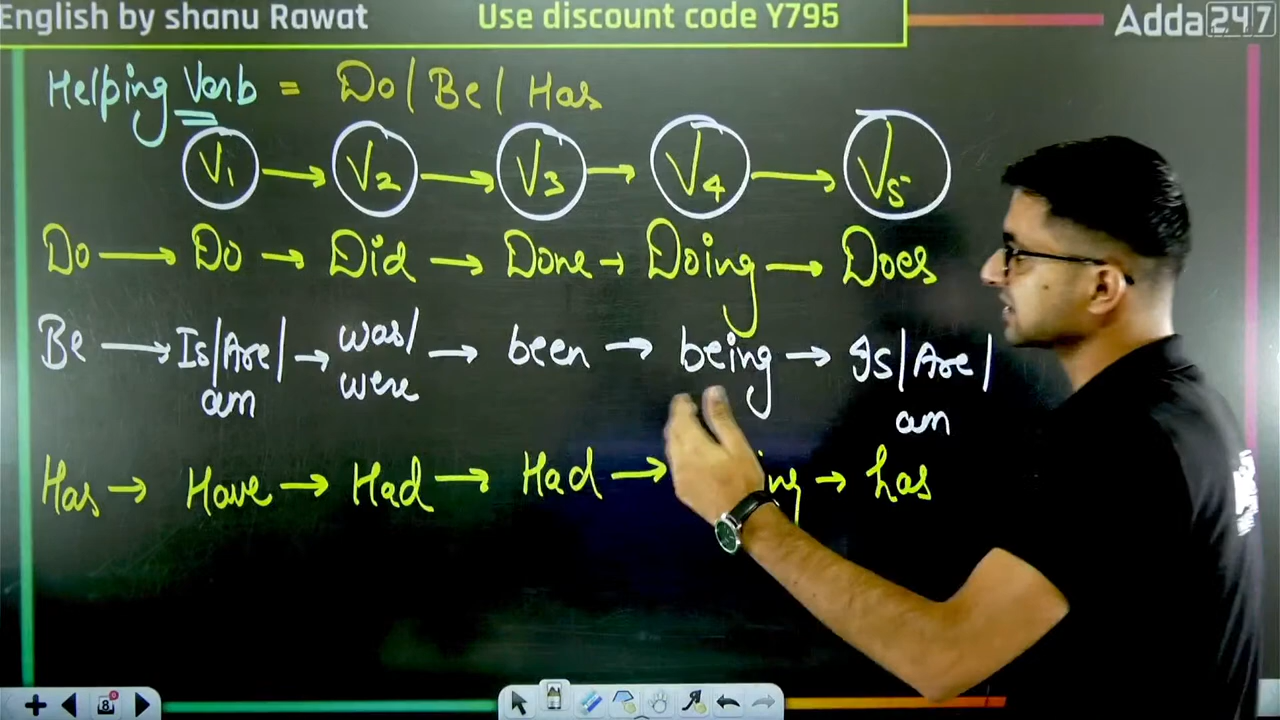 English by shanu Rawat Use discount code Y795 Adda247
Helping Verb = Do/Be/Has
V1 → V2 → V3 → V4 → V5
Do → Do → Did → Done → Doing → Does
Be → Is/Are/am → was/were → been → being → Is/Are/am
Has → Have → Had → Had → ing → has
8